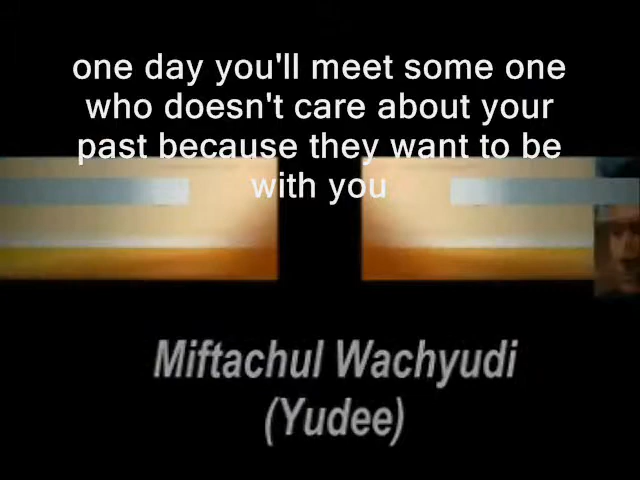 one day you'll meet some one
who doesn't care about your
past because they want to be
with you
Miftachul Wachyudi
(Yudee)